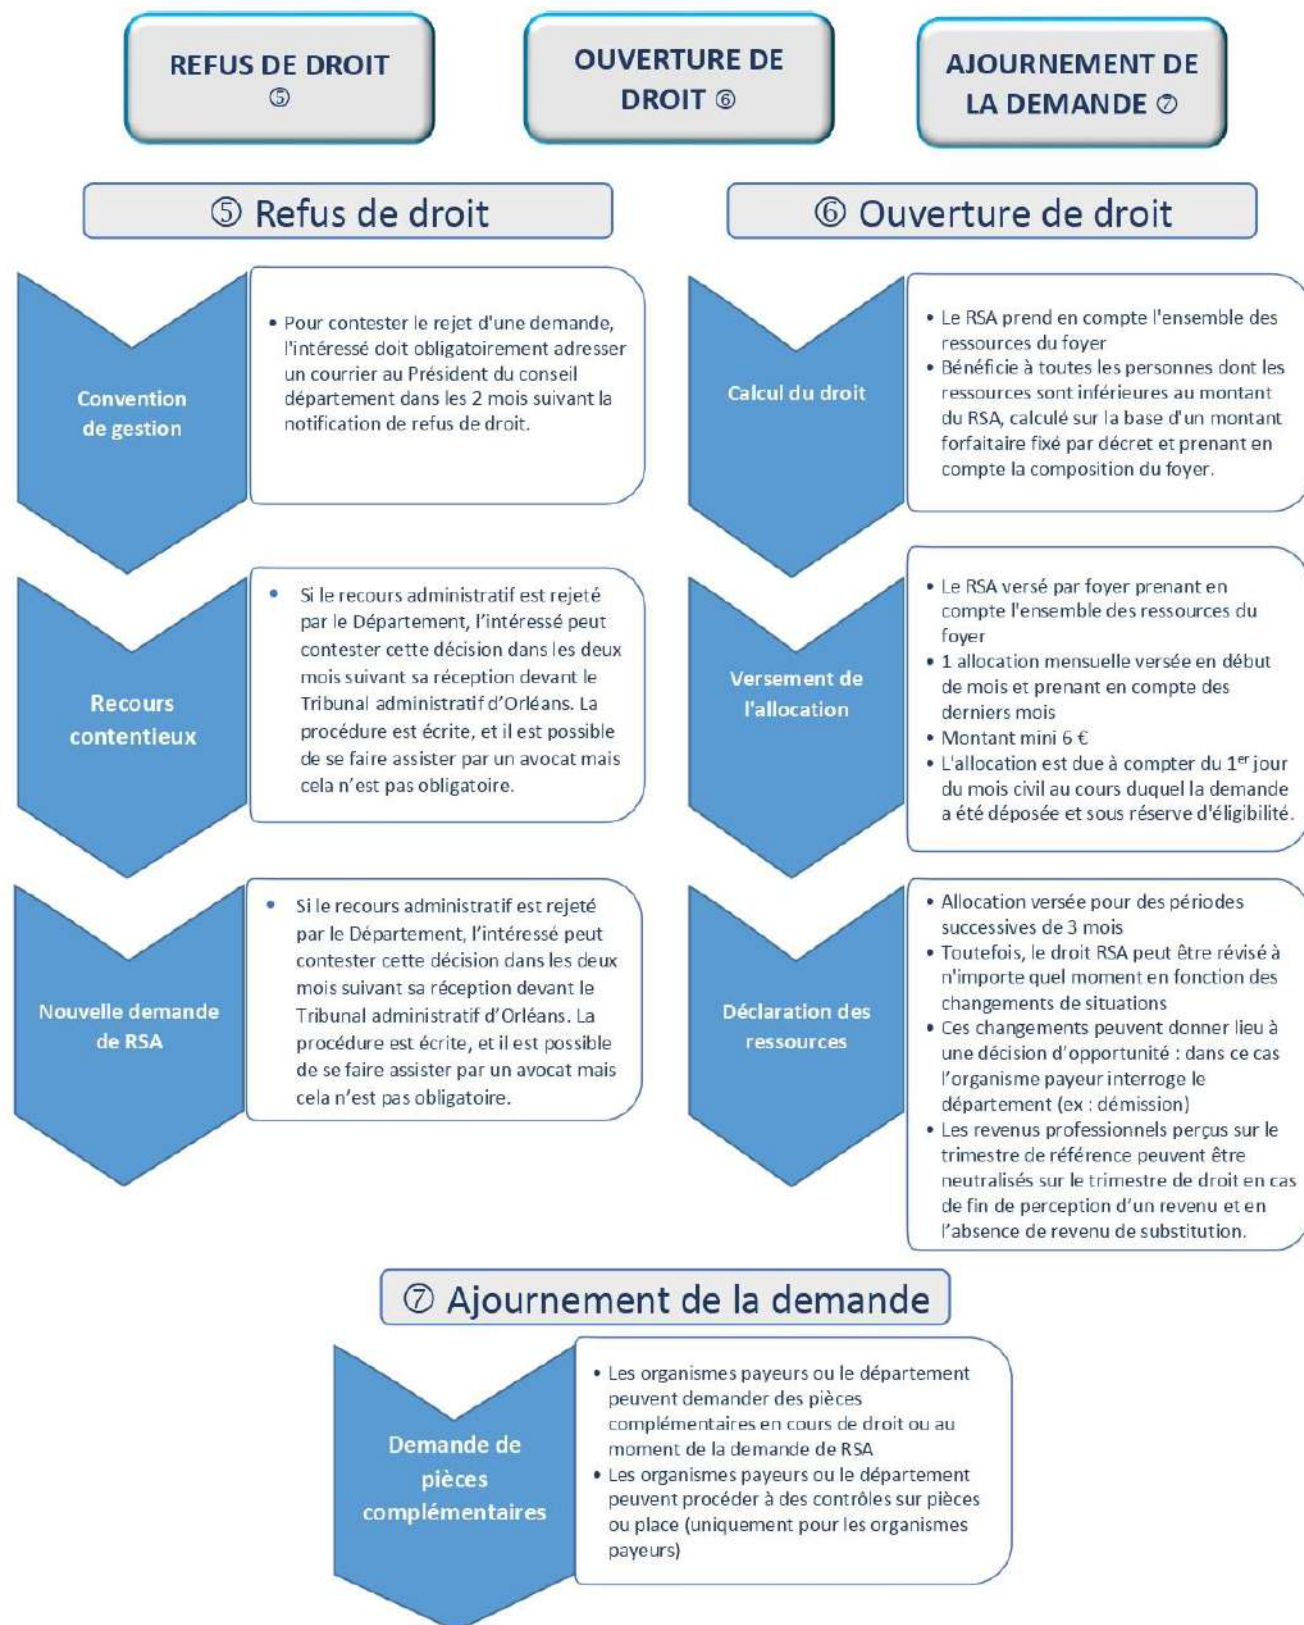 REFUS DE DROIT
⑤
OUVERTURE DE
DROIT ⑥
AJOURNEMENT DE
LA DEMANDE ⑦
⑤ Refus de droit
Convention
de gestion
• Pour contester le rejet d'une demande,
l'intéressé doit obligatoirement adresser
un courrier au Président du conseil
département dans les 2 mois suivant la
notification de refus de droit.
Recours
contentieux
• Si le recours administratif est rejeté
par le Département, l’intéressé peut
contester cette décision dans les deux
mois suivant sa réception devant le
Tribunal administratif d’Orléans. La
procédure est écrite, et il est possible
de se faire assister par un avocat mais
cela n’est pas obligatoire.
Nouvelle demande
de RSA
• Si le recours administratif est rejeté
par le Département, l’intéressé peut
contester cette décision dans les deux
mois suivant sa réception devant le
Tribunal administratif d’Orléans. La
procédure est écrite, et il est possible
de se faire assister par un avocat mais
cela n’est pas obligatoire.
⑥ Ouverture de droit
Calcul du droit
• Le RSA prend en compte l'ensemble des
ressources du foyer
• Bénéficie à toutes les personnes dont les
ressources sont inférieures au montant
du RSA, calculé sur la base d'un montant
forfaitaire fixé par décret et prenant en
compte la composition du foyer.
Versement de
l'allocation
• Le RSA versé par foyer prenant en
compte l'ensemble des ressources du
foyer
• 1 allocation mensuelle versée en début
de mois et prenant en compte des
derniers mois
• Montant mini 6 €
• L'allocation est due à compter du 1er jour
du mois civil au cours duquel la demande
a été déposée et sous réserve d'éligibilité.
Déclaration des
ressources
• Allocation versée pour des périodes
successives de 3 mois
• Toutefois, le droit RSA peut être révisé à
n'importe quel moment en fonction des
changements de situations
• Ces changements peuvent donner lieu à
une décision d’opportunité : dans ce cas
l’organisme payeur interroge le
département (ex : démission)
• Les revenus professionnels perçus sur le
trimestre de référence peuvent être
neutralisés sur le trimestre de droit en cas
de fin de perception d’un revenu et en
l’absence de revenu de substitution.
⑦ Ajournement de la demande
Demande de
pièces
complémentaires
• Les organismes payeurs ou le département
peuvent demander des pièces
complémentaires en cours de droit ou au
moment de la demande de RSA
• Les organismes payeurs ou le département
peuvent procéder à des contrôles sur pièces
ou place (uniquement pour les organismes
payeurs)